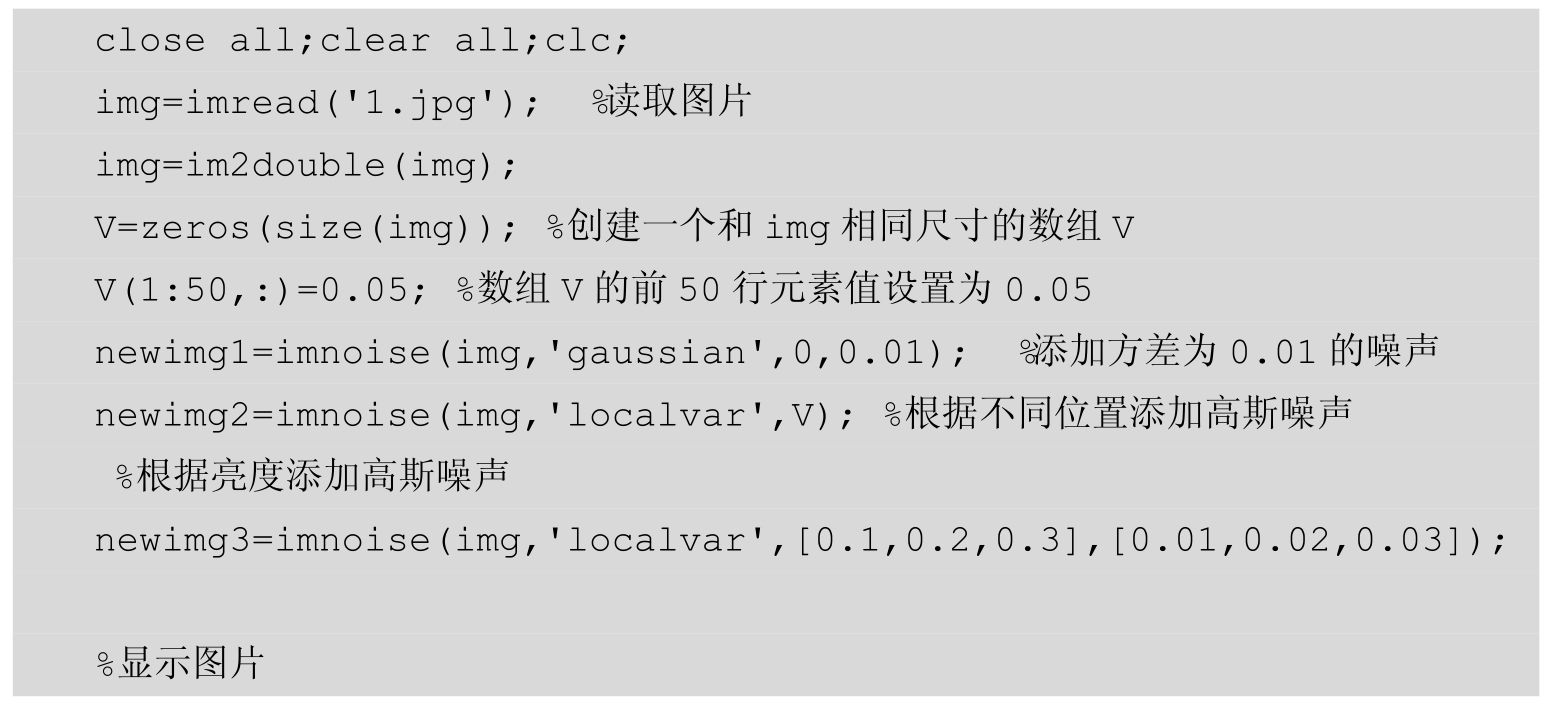 close all;clear all;clc;
img=imread('1.jpg');  %读取图片
img=im2double(img);
V=zeros(size(img)); %创建一个和 img 相同尺寸的数组 V
V(1:50,:)=0.05; %数组 V 的前 50 行元素值设置为 0.05
newimg1=imnoise(img,'gaussian',0,0.01);  %添加方差为 0.01 的噪声
newimg2=imnoise(img,'localvar',V); %根据不同位置添加高斯噪声
%根据亮度添加高斯噪声
newimg3=imnoise(img,'localvar',[0.1,0.2,0.3],[0.01,0.02,0.03]);
%显示图片